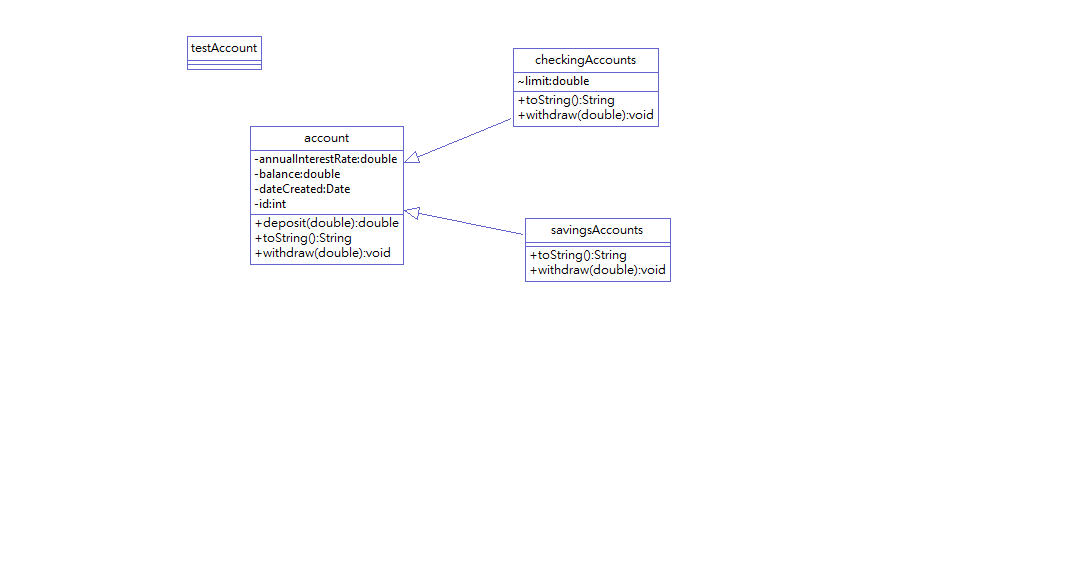 testAccount
checkingAccounts
~limit:double
+toString():String
+withdraw(double):void
account
-annualInterestRate:double
-balance:double
-dateCreated:Date
-id:int
+deposit(double):double
+toString():String
+withdraw(double):void
savingsAccounts
+toString():String
+withdraw(double):void